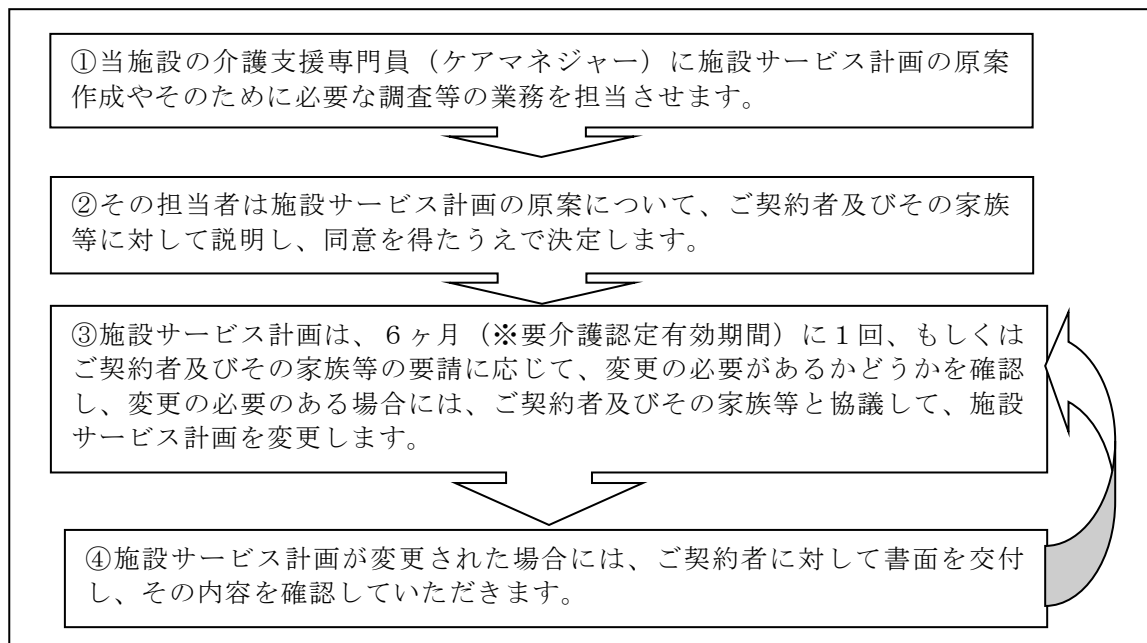 ①当施設の介護支援専門員（ケアマネジャー）に施設サービス計画の原案
作成やそのために必要な調査等の業務を担当させます。
②その担当者は施設サービス計画の原案について、ご契約者及びその家族
等に対して説明し、同意を得たうえで決定します。
③施設サービス計画は、６ヶ月（※要介護認定有効期間）に１回、もしくは
ご契約者及びその家族等の要請に応じて、変更の必要があるかどうかを確認
し、変更の必要のある場合には、ご契約者及びその家族等と協議して、施設
サービス計画を変更します。
④施設サービス計画が変更された場合には、ご契約者に対して書面を交付
し、その内容を確認していただきます。